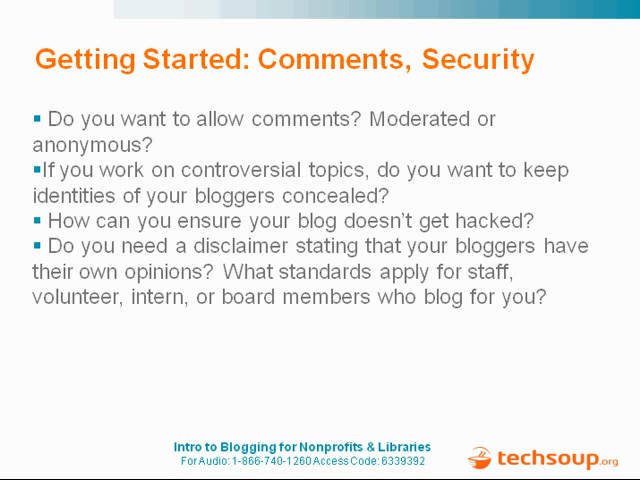 Getting Started: Comments, Security
▪ Do you want to allow comments? Moderated or
anonymous?
▪If you work on controversial topics, do you want to keep
identities of your bloggers concealed?
▪ How can you ensure your blog doesn't get hacked?
▪ Do you need a disclaimer stating that your bloggers have
their own opinions? What standards apply for staff,
volunteer, intern, or board members who blog for you?
Intro to Blogging for Nonprofits & Libraries
For Audio: 1-866-740-1260 Access Code: 6339392
techsoup.org